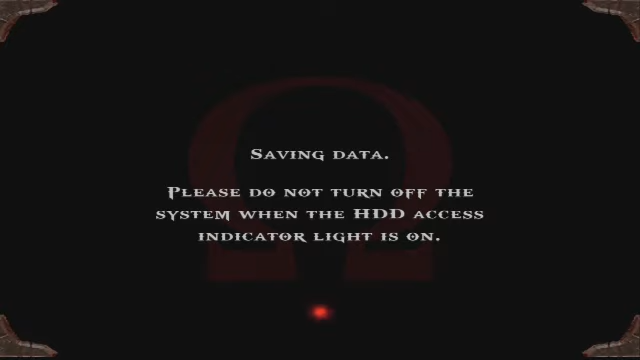 Saving data.
Please do not turn off the
system when the HDD access
indicator light is on.